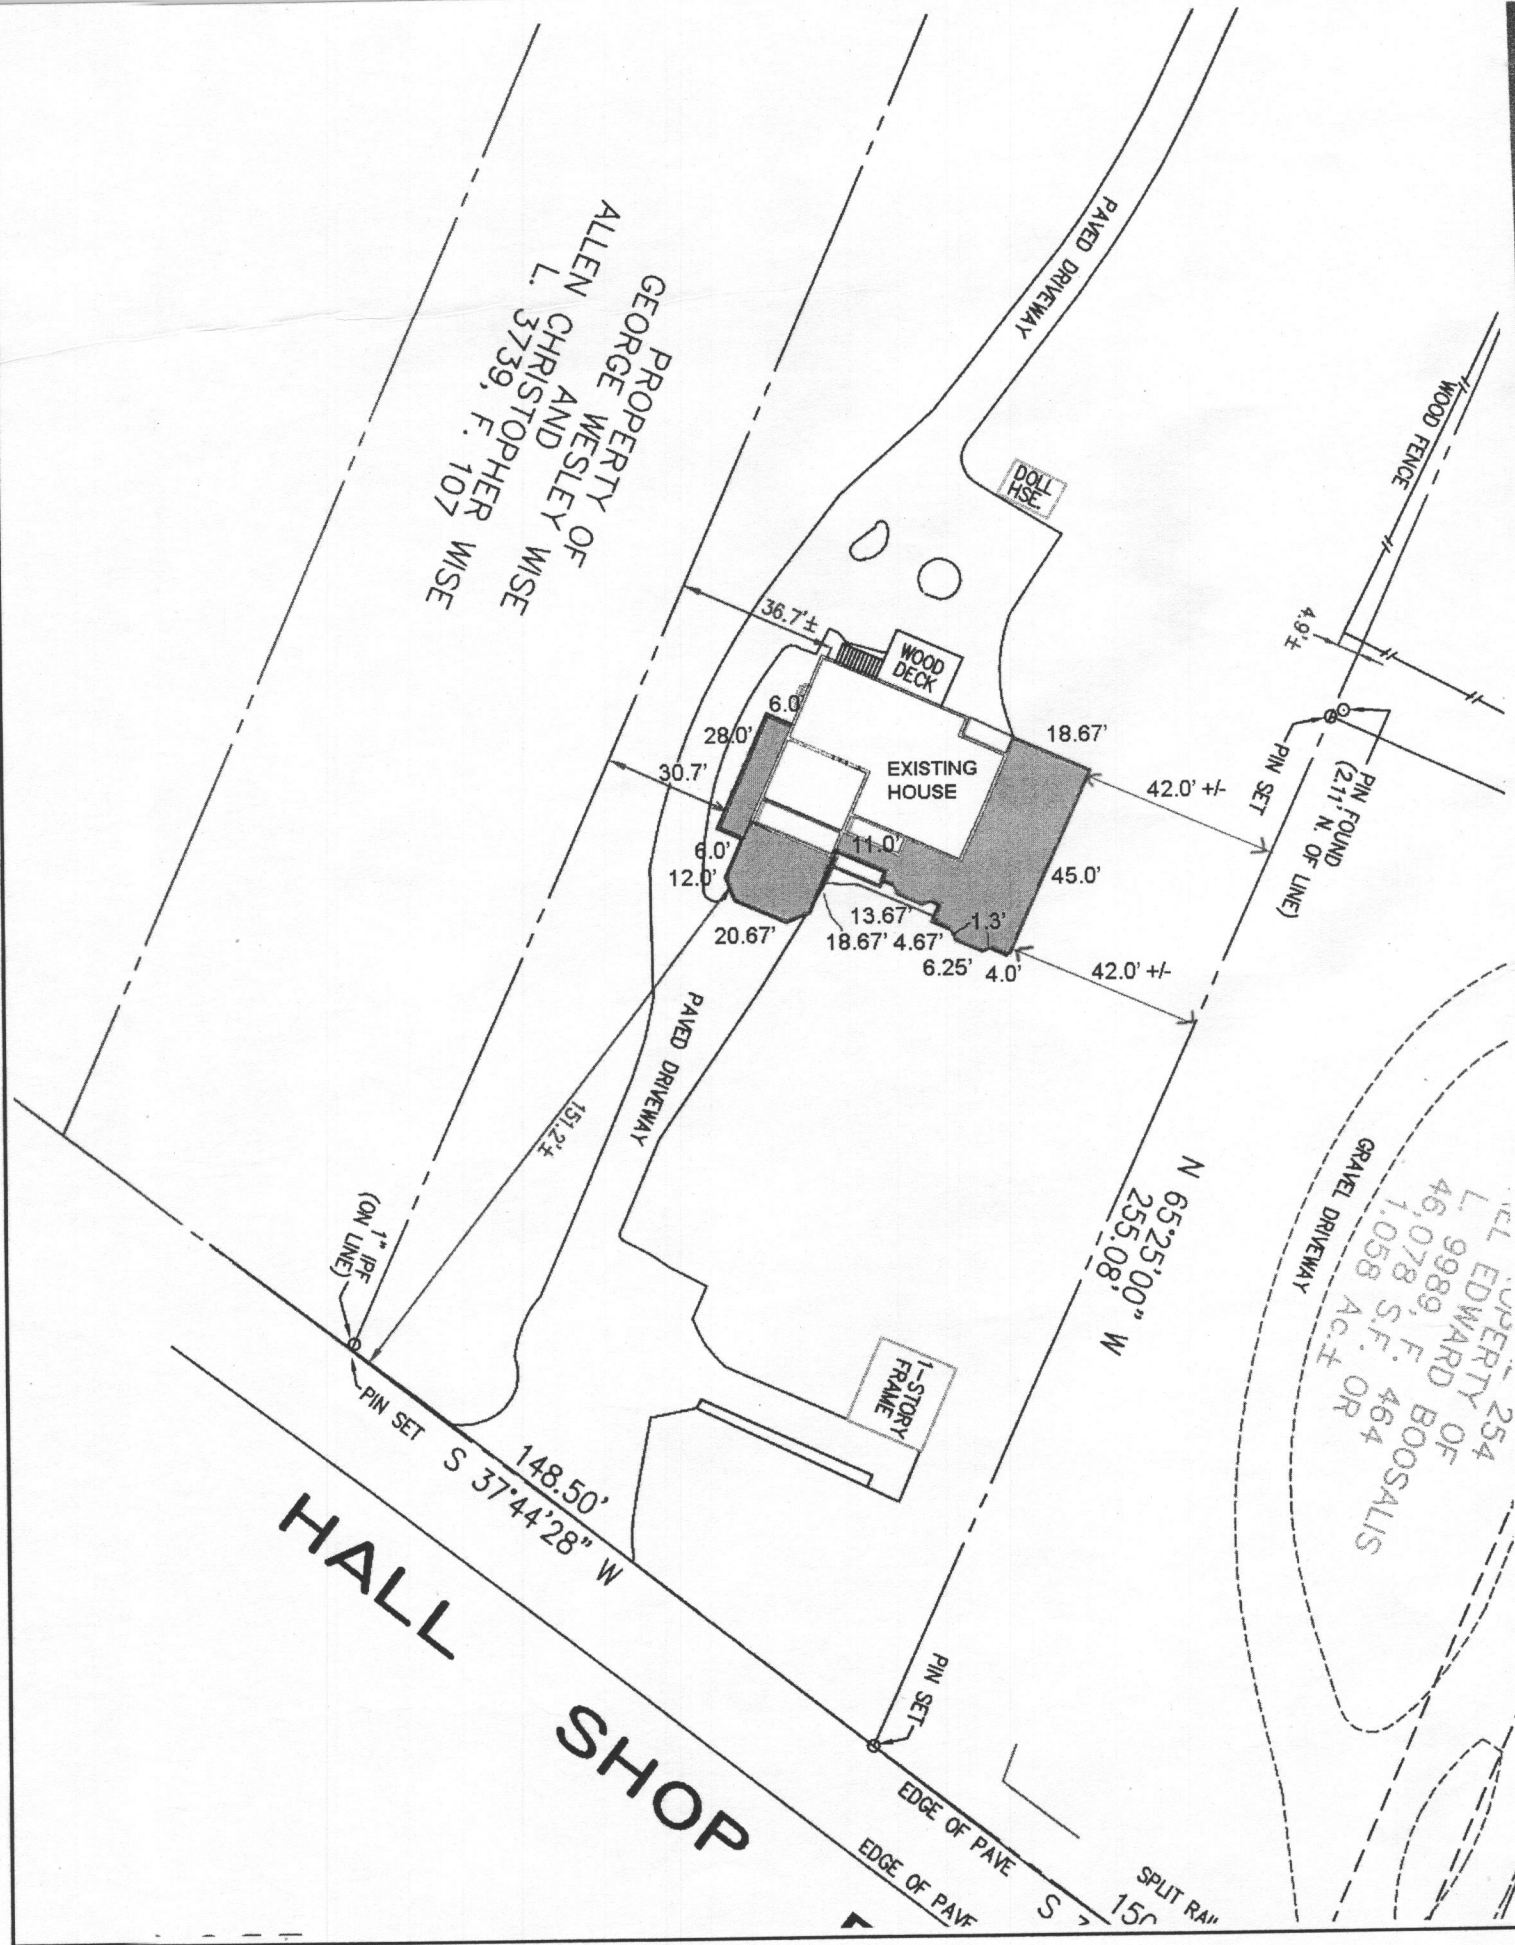 PAVED DRIVEWAY
WOOD FENCE
PROPERTY OF
GEORGE WESLEY WISE
AND
ALLEN CHRISTOPHER WISE
L. 3739, F. 107
DOLL
HSE.
4.9'±
36.7'±
WOOD
DECK
6.0'
28.0'
30.7'
EXISTING
HOUSE
18.67'
42.0' +/-
PIN SET
PIN FOUND
(2.11' N. OF LINE)
6.0'
12.0'
11.0'
45.0'
20.67'
13.67'
18.67'
4.67'
1.3'
6.25'
4.0'
42.0' +/-
PAVED DRIVEWAY
151.2'±
N 65°25'00" W
255.08'
GRAVEL DRIVEWAY
254
OF
EDWARD BOOSALIS
L. 9989, F. 464
46,078 S.F. OR
1.058 Ac.±
1" IPF
(ON LINE)
PIN SET
1-STORY
FRAME
148.50'
S 37°44'28" W
HALL
SHOP
PIN SET
EDGE OF PAVE
EDGE OF PAVE
S
SPLIT